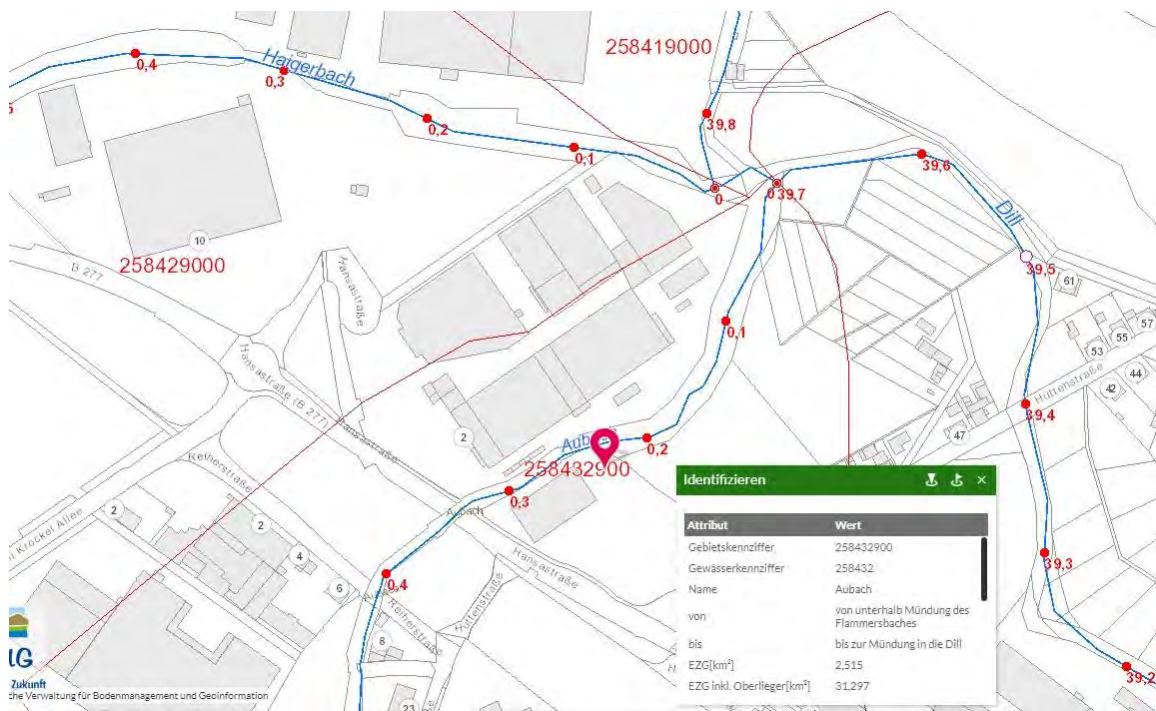 258419000
0,4
0,3
Haigerbach
0,2
0,1
39,8
0
0
39,7
39,6
Dill
39,5
61
10
258429000
B 277
Hansastraße
Hansastraße (B 277)
Hansastraße
0,1
57
55
53
44
42
Hüttenstraße
39,4
47
2
0,2
258432900
0,3
Aubach
Reiherstraße
2
2
4
6
Kröckel Allee
0,4
Hansastraße
Hüttenstraße
Reiherstraße
8
23
39,3
39,2
Identifizieren
Attribut Wert
Gebietskennziffer 258432900
Gewässerkennziffer 258432
Name Aubach
von von unterhalb Mündung des
Flammersbaches
bis bis zur Mündung in die Dill
EZG[km²] 2,515
EZG inkl. Oberlieger[km²] 31,297
Zukunft
che Verwaltung für Bodenmanagement und Geoinformation